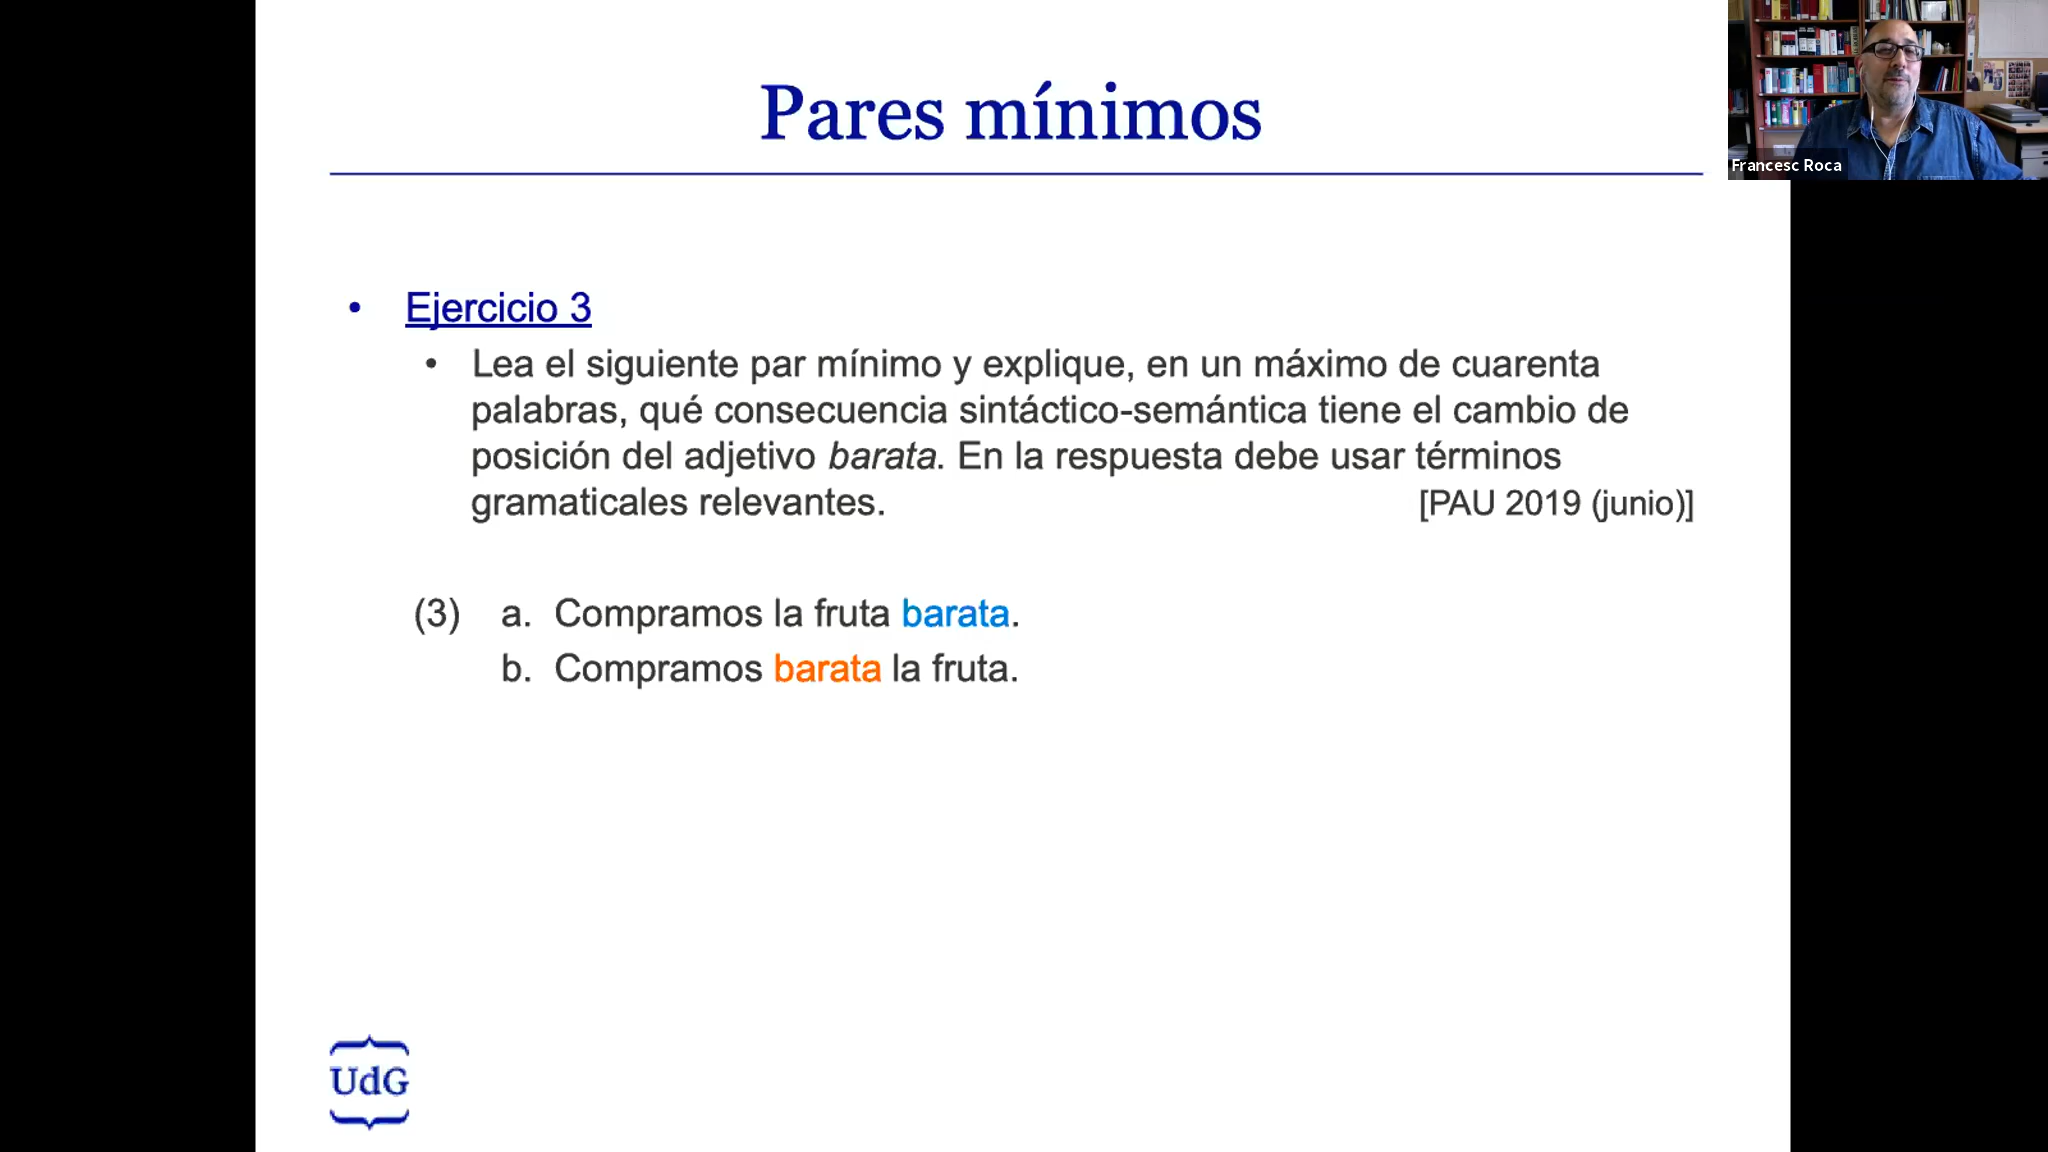 Pares mínimos
Francesc Roca
• Ejercicio 3
• Lea el siguiente par mínimo y explique, en un máximo de cuarenta
palabras, qué consecuencia sintáctico-semántica tiene el cambio de
posición del adjetivo barata. En la respuesta debe usar términos
gramaticales relevantes. [PAU 2019 (junio)]
(3) a. Compramos la fruta barata.
b. Compramos barata la fruta.
UdG